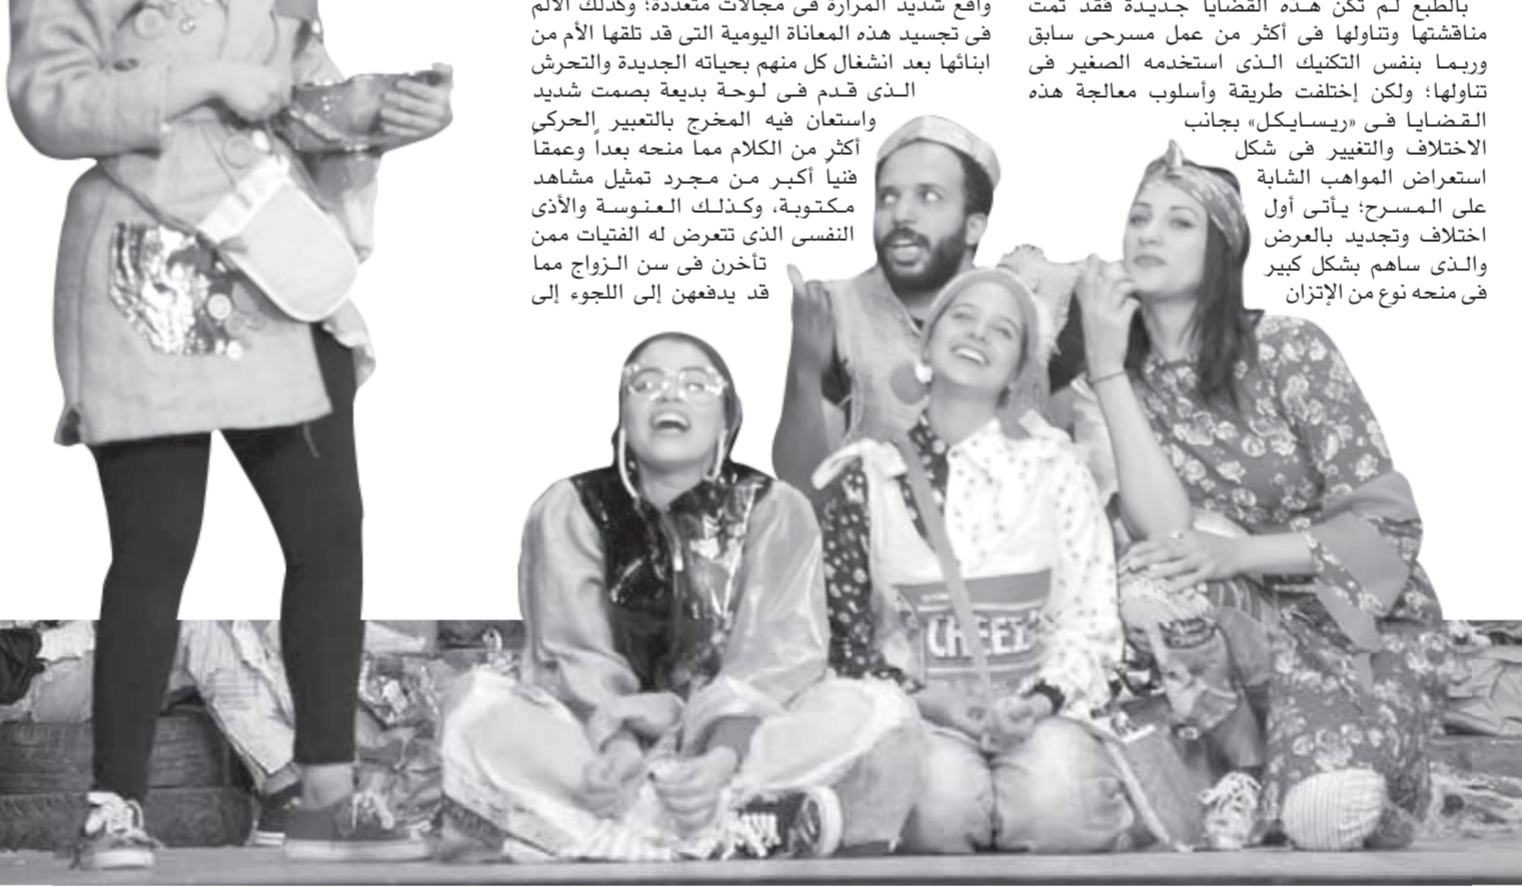 بالطبع لم تكن هذه القضايا جديدة فقد تمت
مناقشتها وتناولها فى أكثر من عمل مسرحى سابق
وربما بنفس التكنيك الذى استخدمه الصغير فى
تناولها؛ ولكن إختلفت طريقة وأسلوب معالجة هذه
القضايا فى «ريسايكل» بجانب
الاختلاف والتغيير فى شكل
استعراض المواهب الشابة
على المسرح؛ يأتى أول
اختلاف وتجديد بالعرض
والذى ساهم بشكل كبير
فى منحه نوع من الإتزان
واقع شديد المرارة فى مجالات متعددة؛ وكذلك الألم
فى تجسيد هذه المعاناة اليومية التى قد تلقها الأم من
ابنائها بعد انشغال كل منهم بحياته الجديدة والتحرش
الذى قدم فى لوحة بديعة بصمت شديد
واستعان فيه المخرج بالتعبير الحركى
أكثر من الكلام مما منحه بعداً وعمقاً
فنياً أكبر من مجرد تمثيل مشاهد
مكتوبة، وكذلك العنوسة والأذى
النفسى الذى تتعرض له الفتيات ممن
تأخرن فى سن الزواج مما
قد يدفعهن إلى اللجوء إلى
CHEEZ